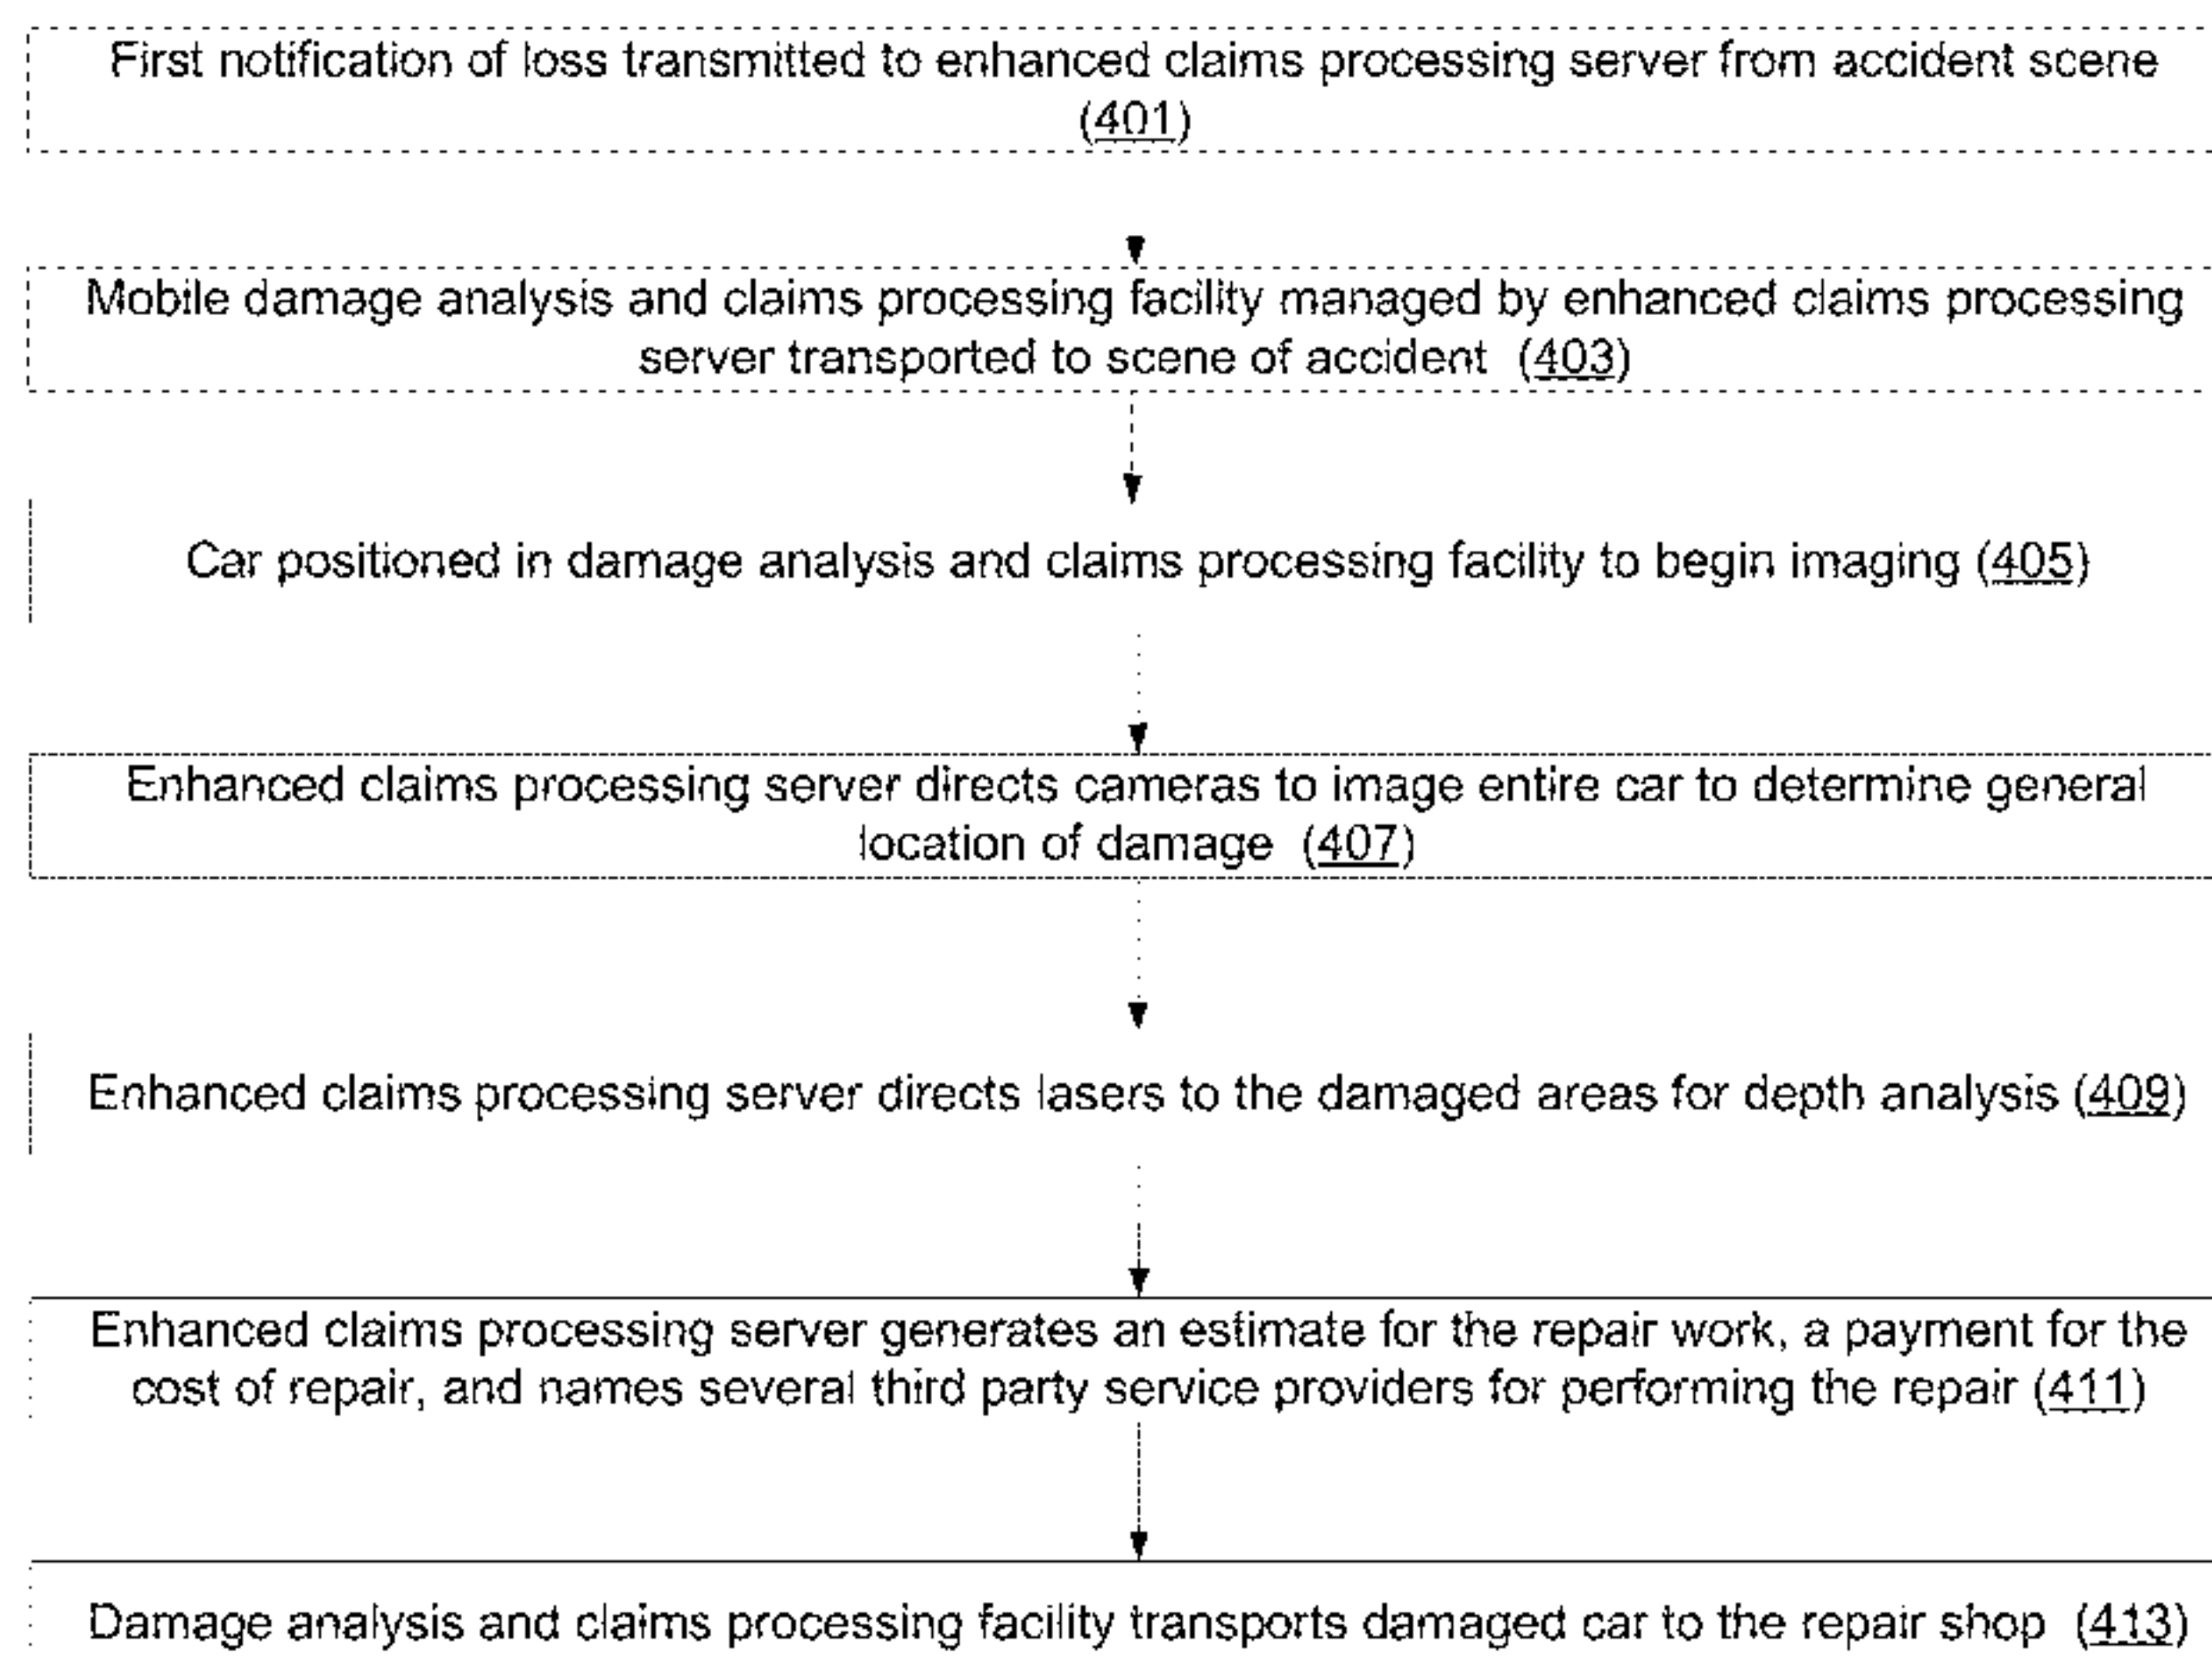 First notification of loss transmitted to enhanced claims processing server from accident scene
(401)
Mobile damage analysis and claims processing facility managed by enhanced claims processing
server transported to scene of accident (403)
Car positioned in damage analysis and claims processing facility to begin imaging (405)
Enhanced claims processing server directs cameras to image entire car to determine general
location of damage (407)
Enhanced claims processing server directs lasers to the damaged areas for depth analysis (409)
Enhanced claims processing server generates an estimate for the repair work, a payment for the
cost of repair, and names several third party service providers for performing the repair (411)
Damage analysis and claims processing facility transports damaged car to the repair shop (413)